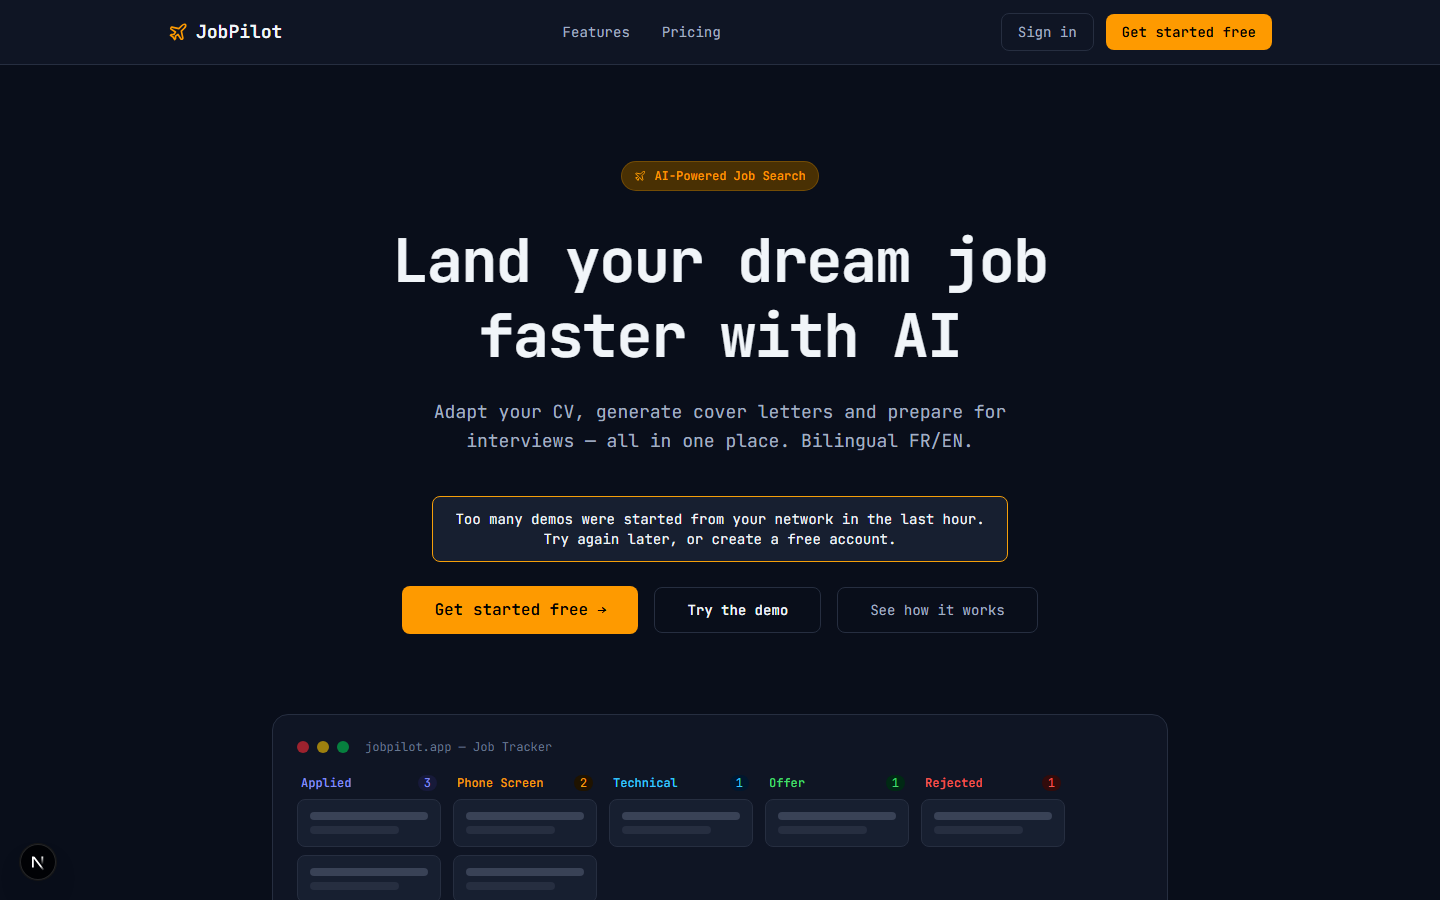 JobPilot
Features
Pricing
Sign in
Get started free
AI-Powered Job Search
Land your dream job
faster with AI
Adapt your CV, generate cover letters and prepare for
interviews — all in one place. Bilingual FR/EN.
Too many demos were started from your network in the last hour.
Try again later, or create a free account.
Get started free →
Try the demo
See how it works
jobpilot.app — Job Tracker
Applied 3
Phone Screen 2
Technical 1
Offer 1
Rejected 1
N